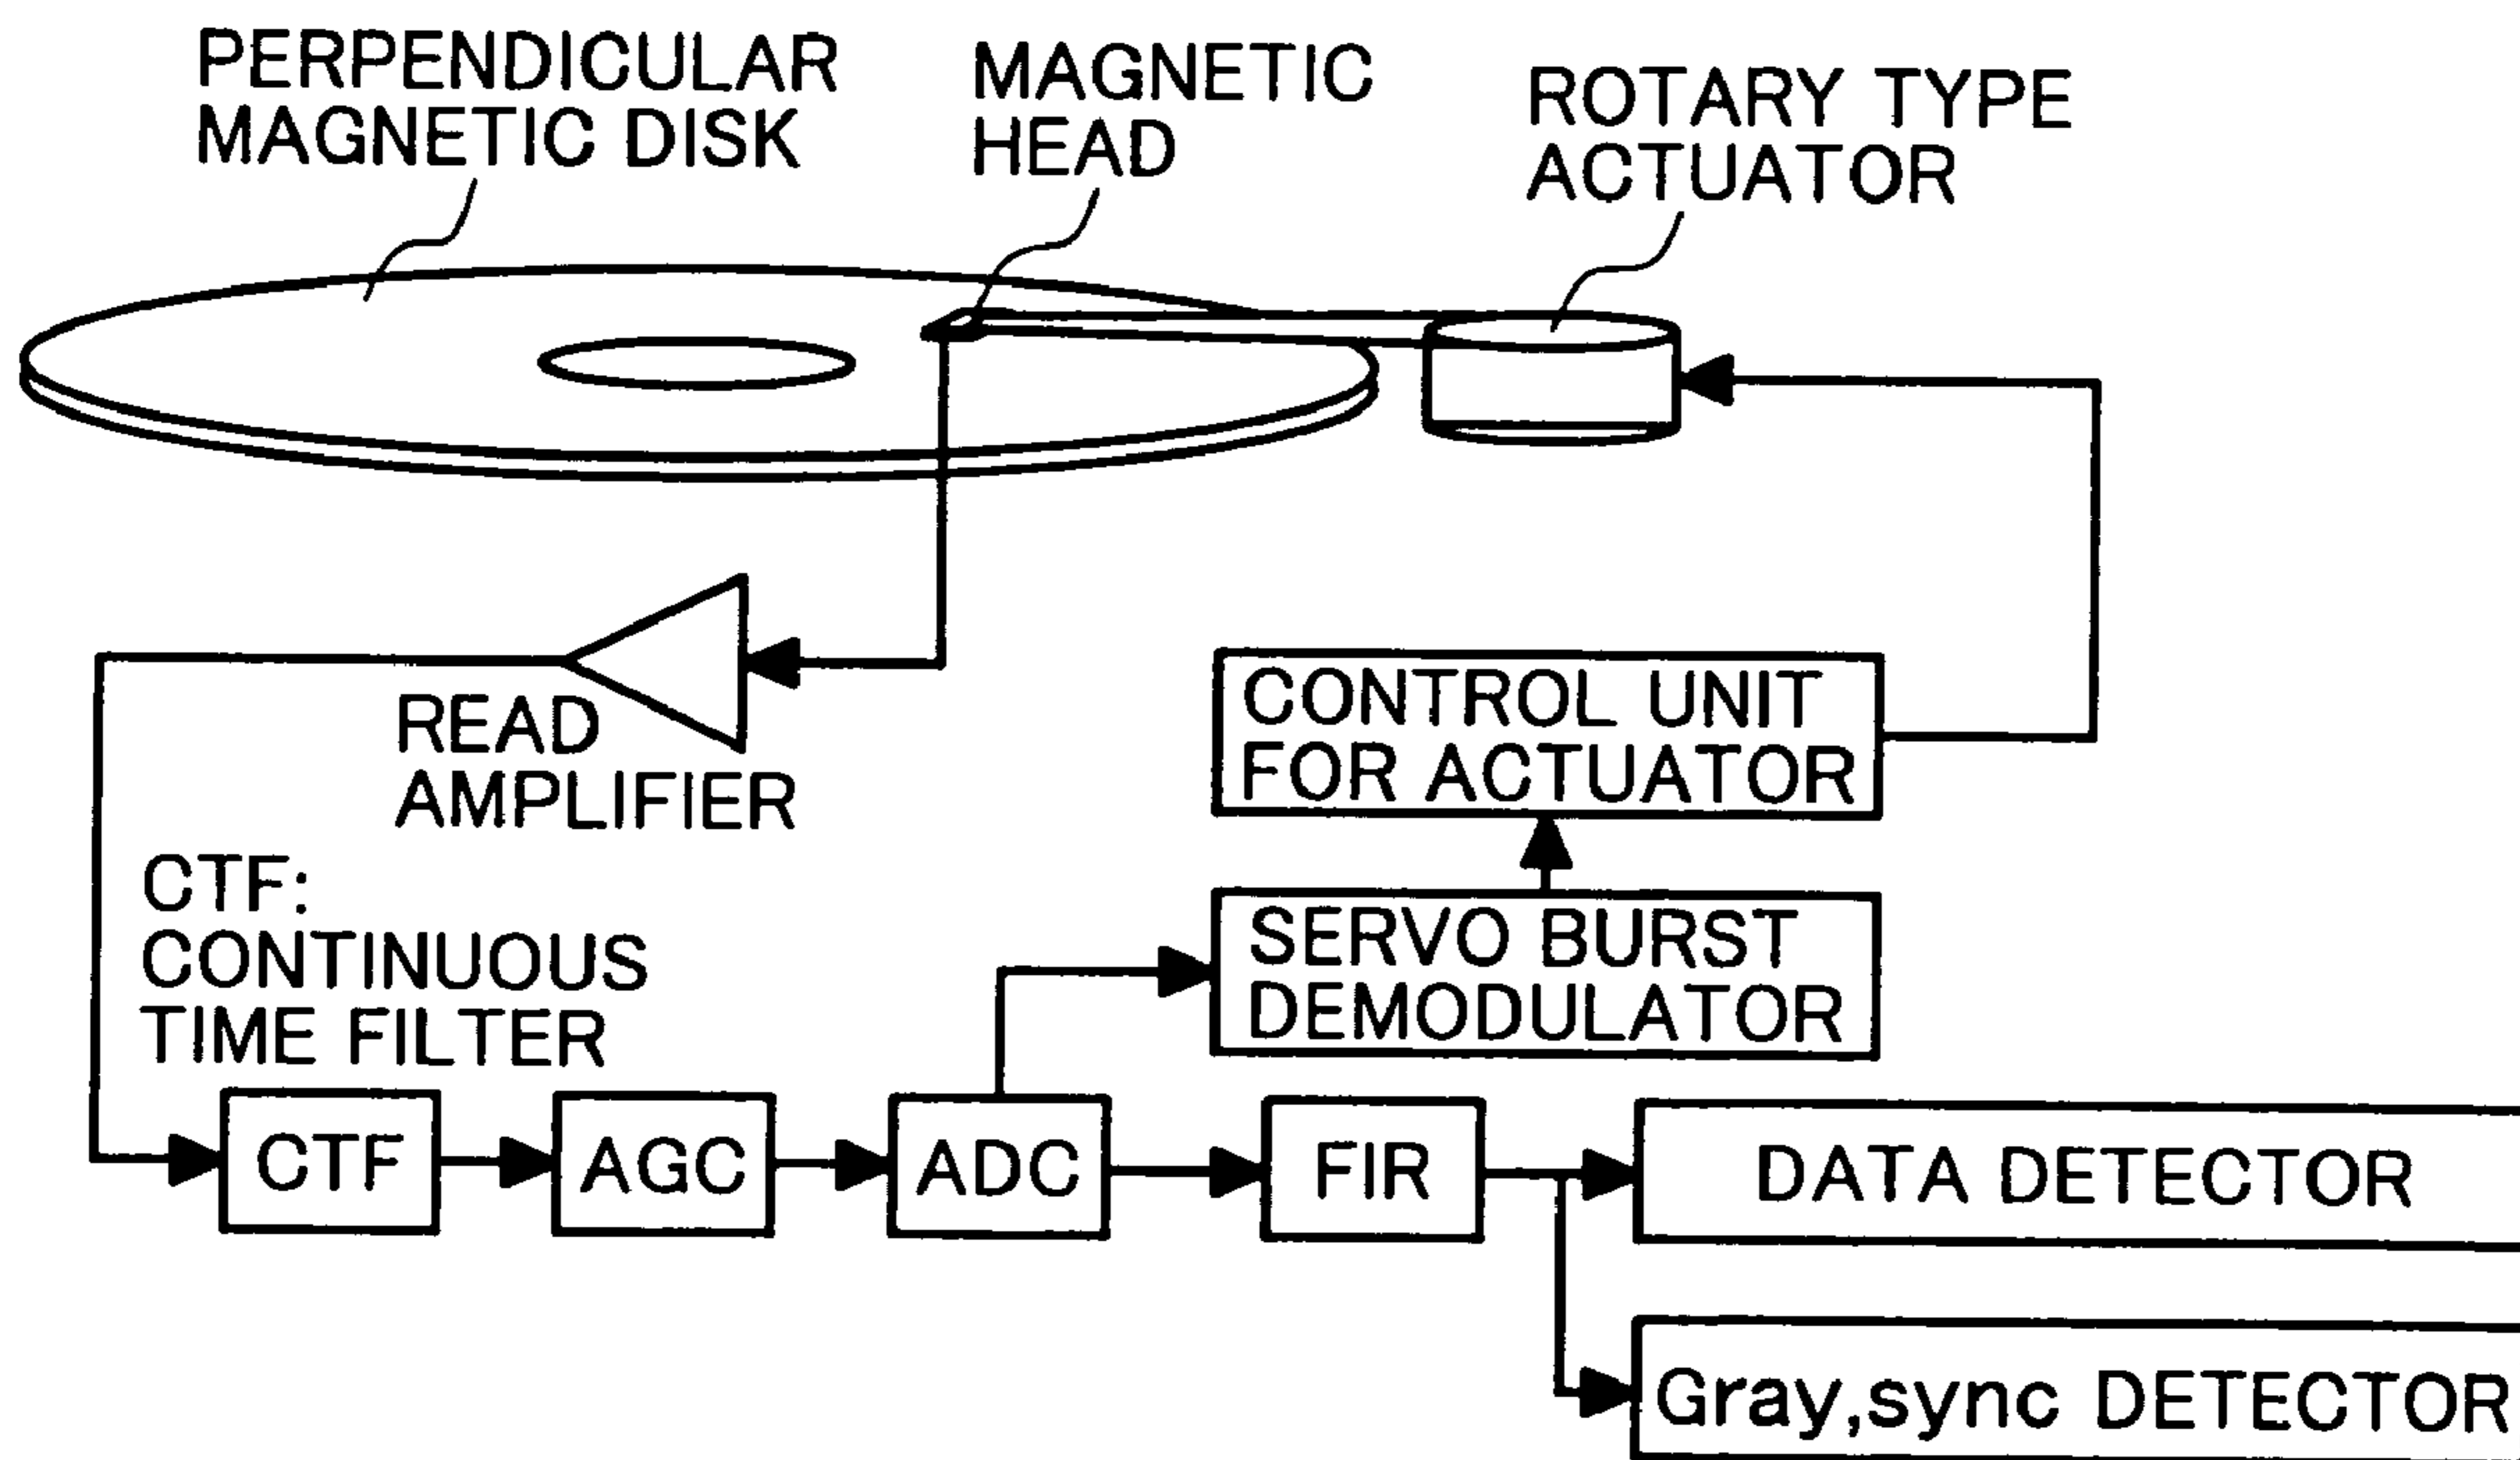 PERPENDICULAR
MAGNETIC DISK
MAGNETIC
HEAD
ROTARY TYPE
ACTUATOR
READ
AMPLIFIER
CONTROL UNIT
FOR ACTUATOR
CTF:
CONTINUOUS
TIME FILTER
SERVO BURST
DEMODULATOR
CTF
AGC
ADC
FIR
DATA DETECTOR
Gray,sync DETECTOR